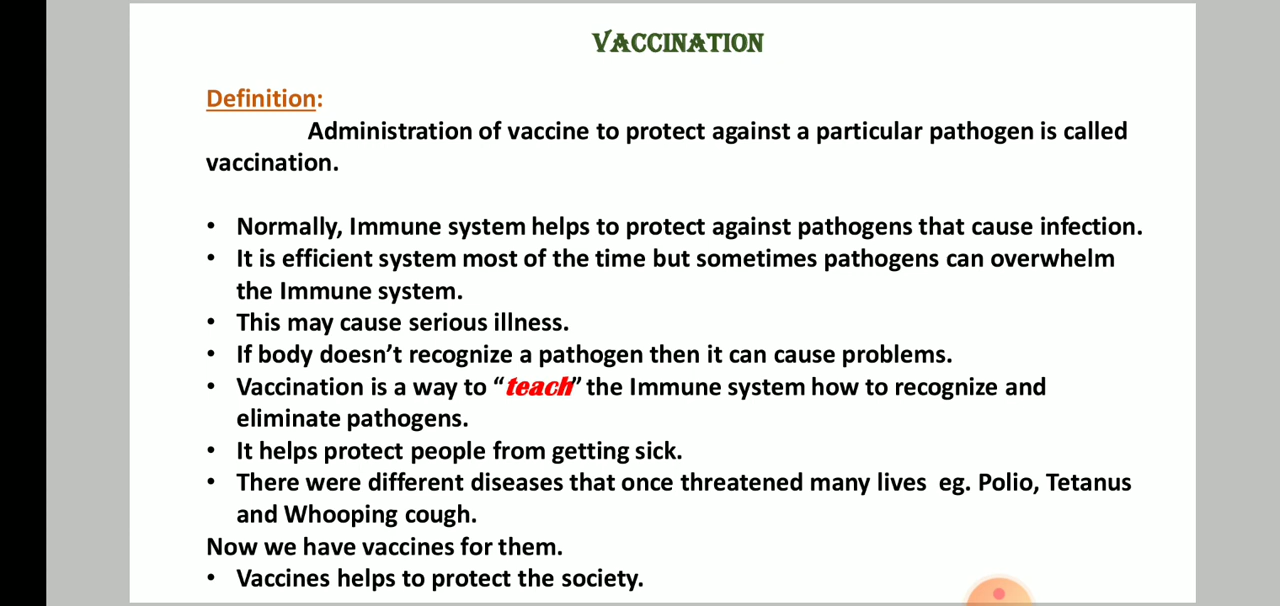 VACCINATION
Definition:
Administration of vaccine to protect against a particular pathogen is called
vaccination.
• Normally, Immune system helps to protect against pathogens that cause infection.
• It is efficient system most of the time but sometimes pathogens can overwhelm
the Immune system.
• This may cause serious illness.
• If body doesn’t recognize a pathogen then it can cause problems.
• Vaccination is a way to “teach” the Immune system how to recognize and
eliminate pathogens.
• It helps protect people from getting sick.
• There were different diseases that once threatened many lives eg. Polio, Tetanus
and Whooping cough.
Now we have vaccines for them.
• Vaccines helps to protect the society.